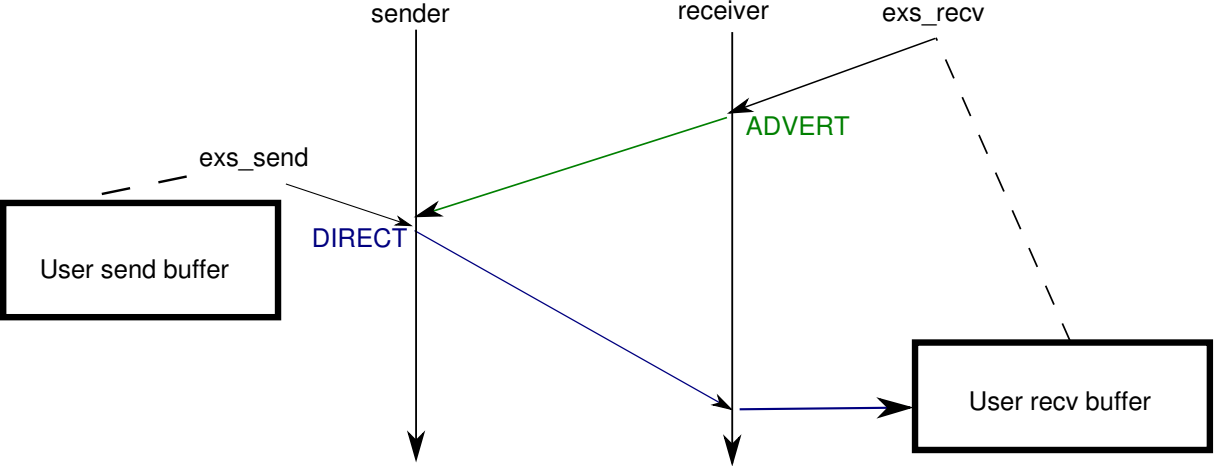 sender
receiver
exs_recv
ADVERT
exs_send
DIRECT
User send buffer
User recv buffer